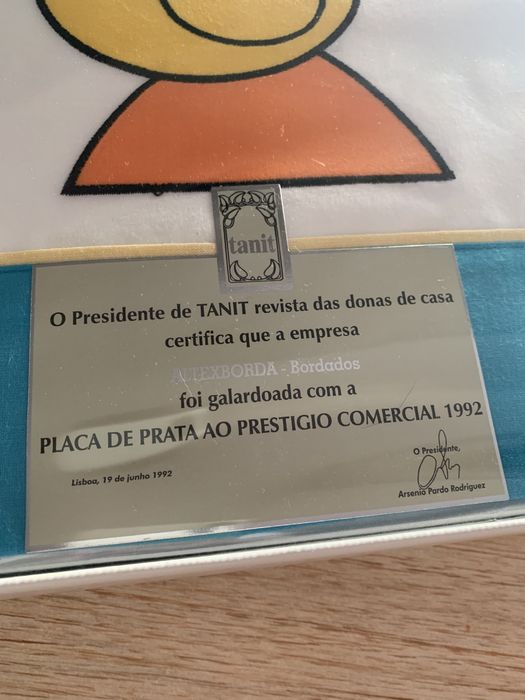 tanit
O Presidente de TANIT revista das donas de casa
certifica que a empresa
ALTEXBORDA - Bordados
foi galardoada com a
PLACA DE PRATA AO PRESTIGIO COMERCIAL 1992
Lisboa, 19 de junho 1992
O Presidente,
Arsenio Pardo Rodriguez